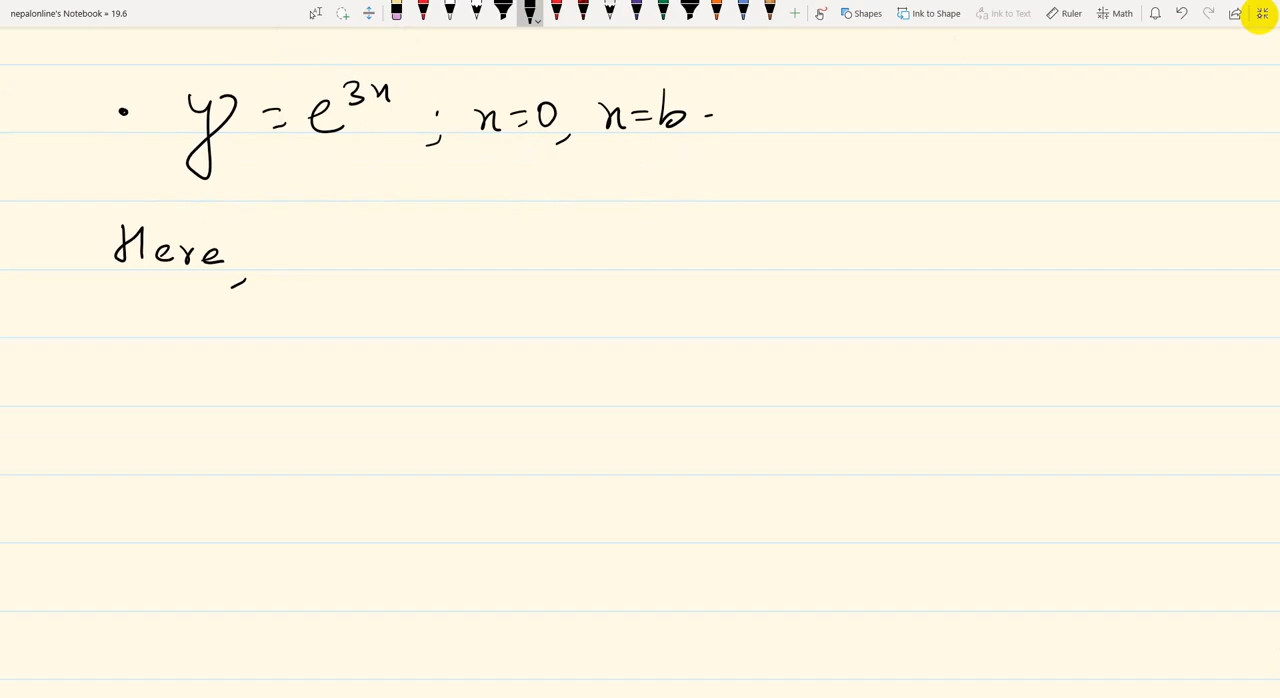 nepalonline's Notebook » 19.6
Shapes Ink to Shape Ink to Text Ruler Math
• y = e^{3x} ; x=0, x=b .
Here,